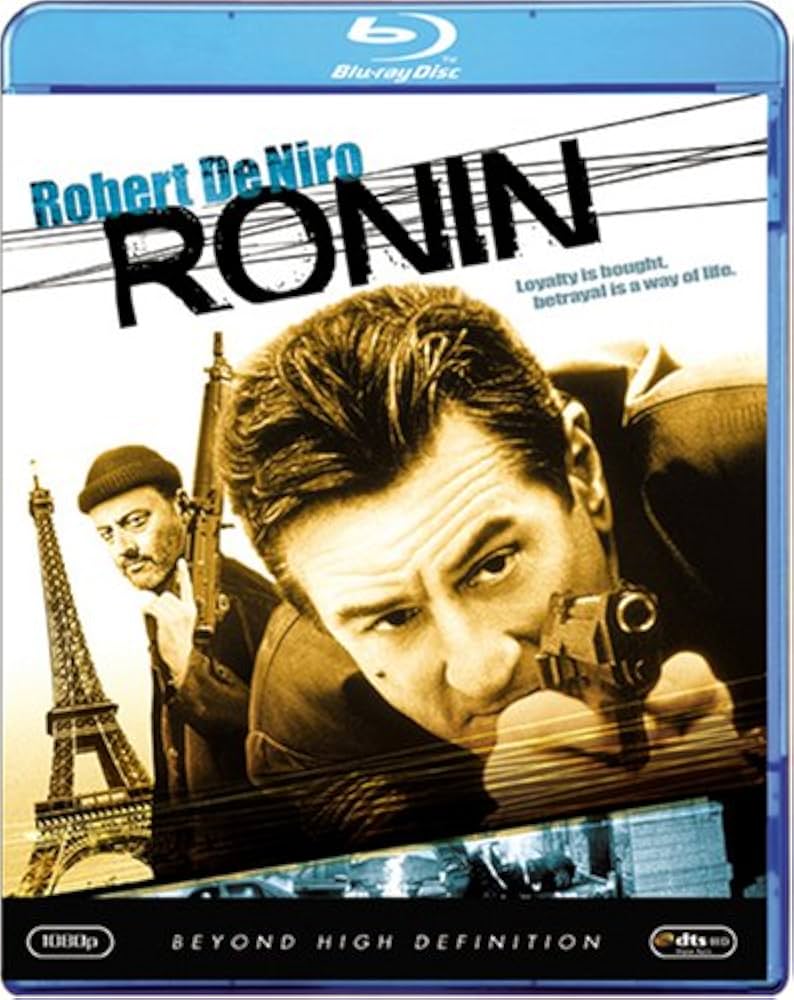 Blu-ray Disc
TM
Robert De Niro
RONIN
Loyalty is bought,
betrayal is a way of life.
1080p
BEYOND HIGH DEFINITION
dts HD